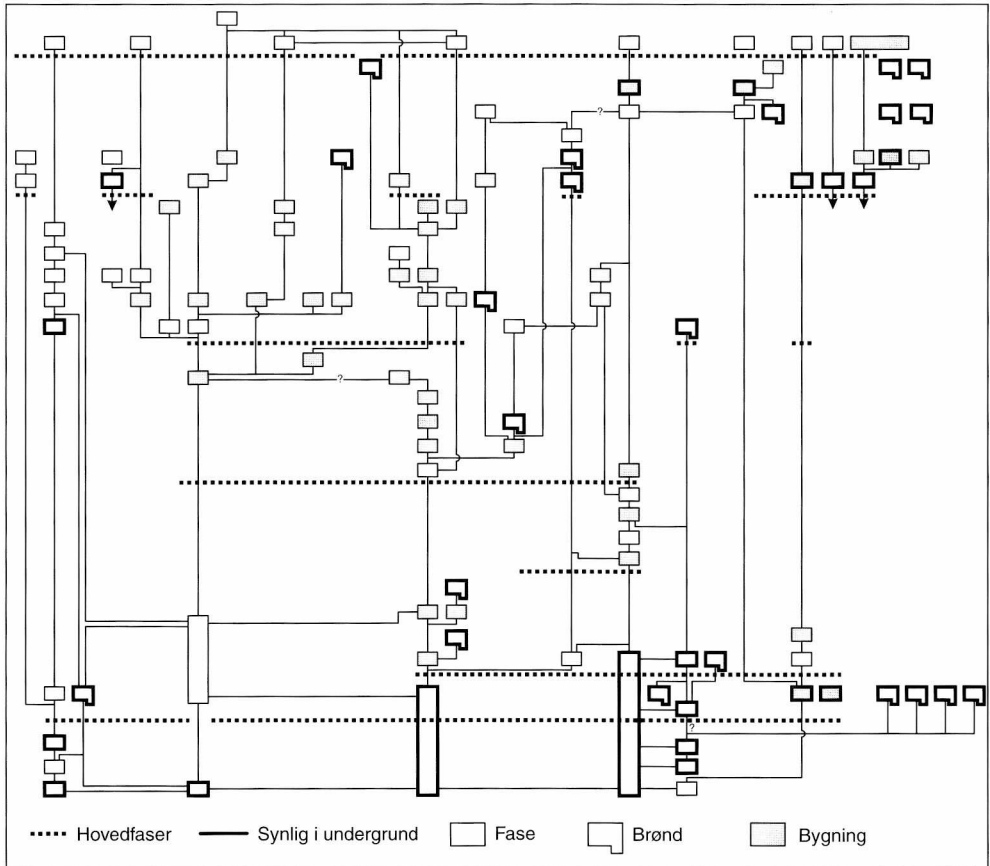 ?
?
?
Hovedfaser
Synlig i undergrund
Fase
Brønd
Bygning